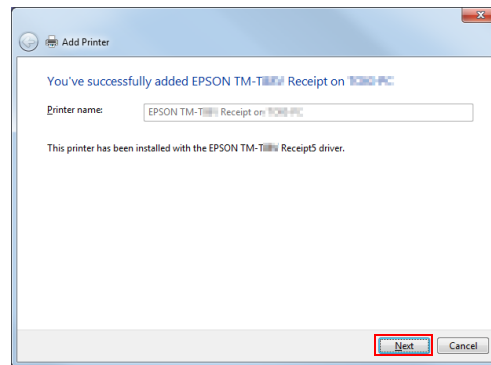 Add Printer
You've successfully added EPSON TM-T Receipt on
Printer name:
EPSON TM-T Receipt on
This printer has been installed with the EPSON TM-T Receipt5 driver.
Next
Cancel